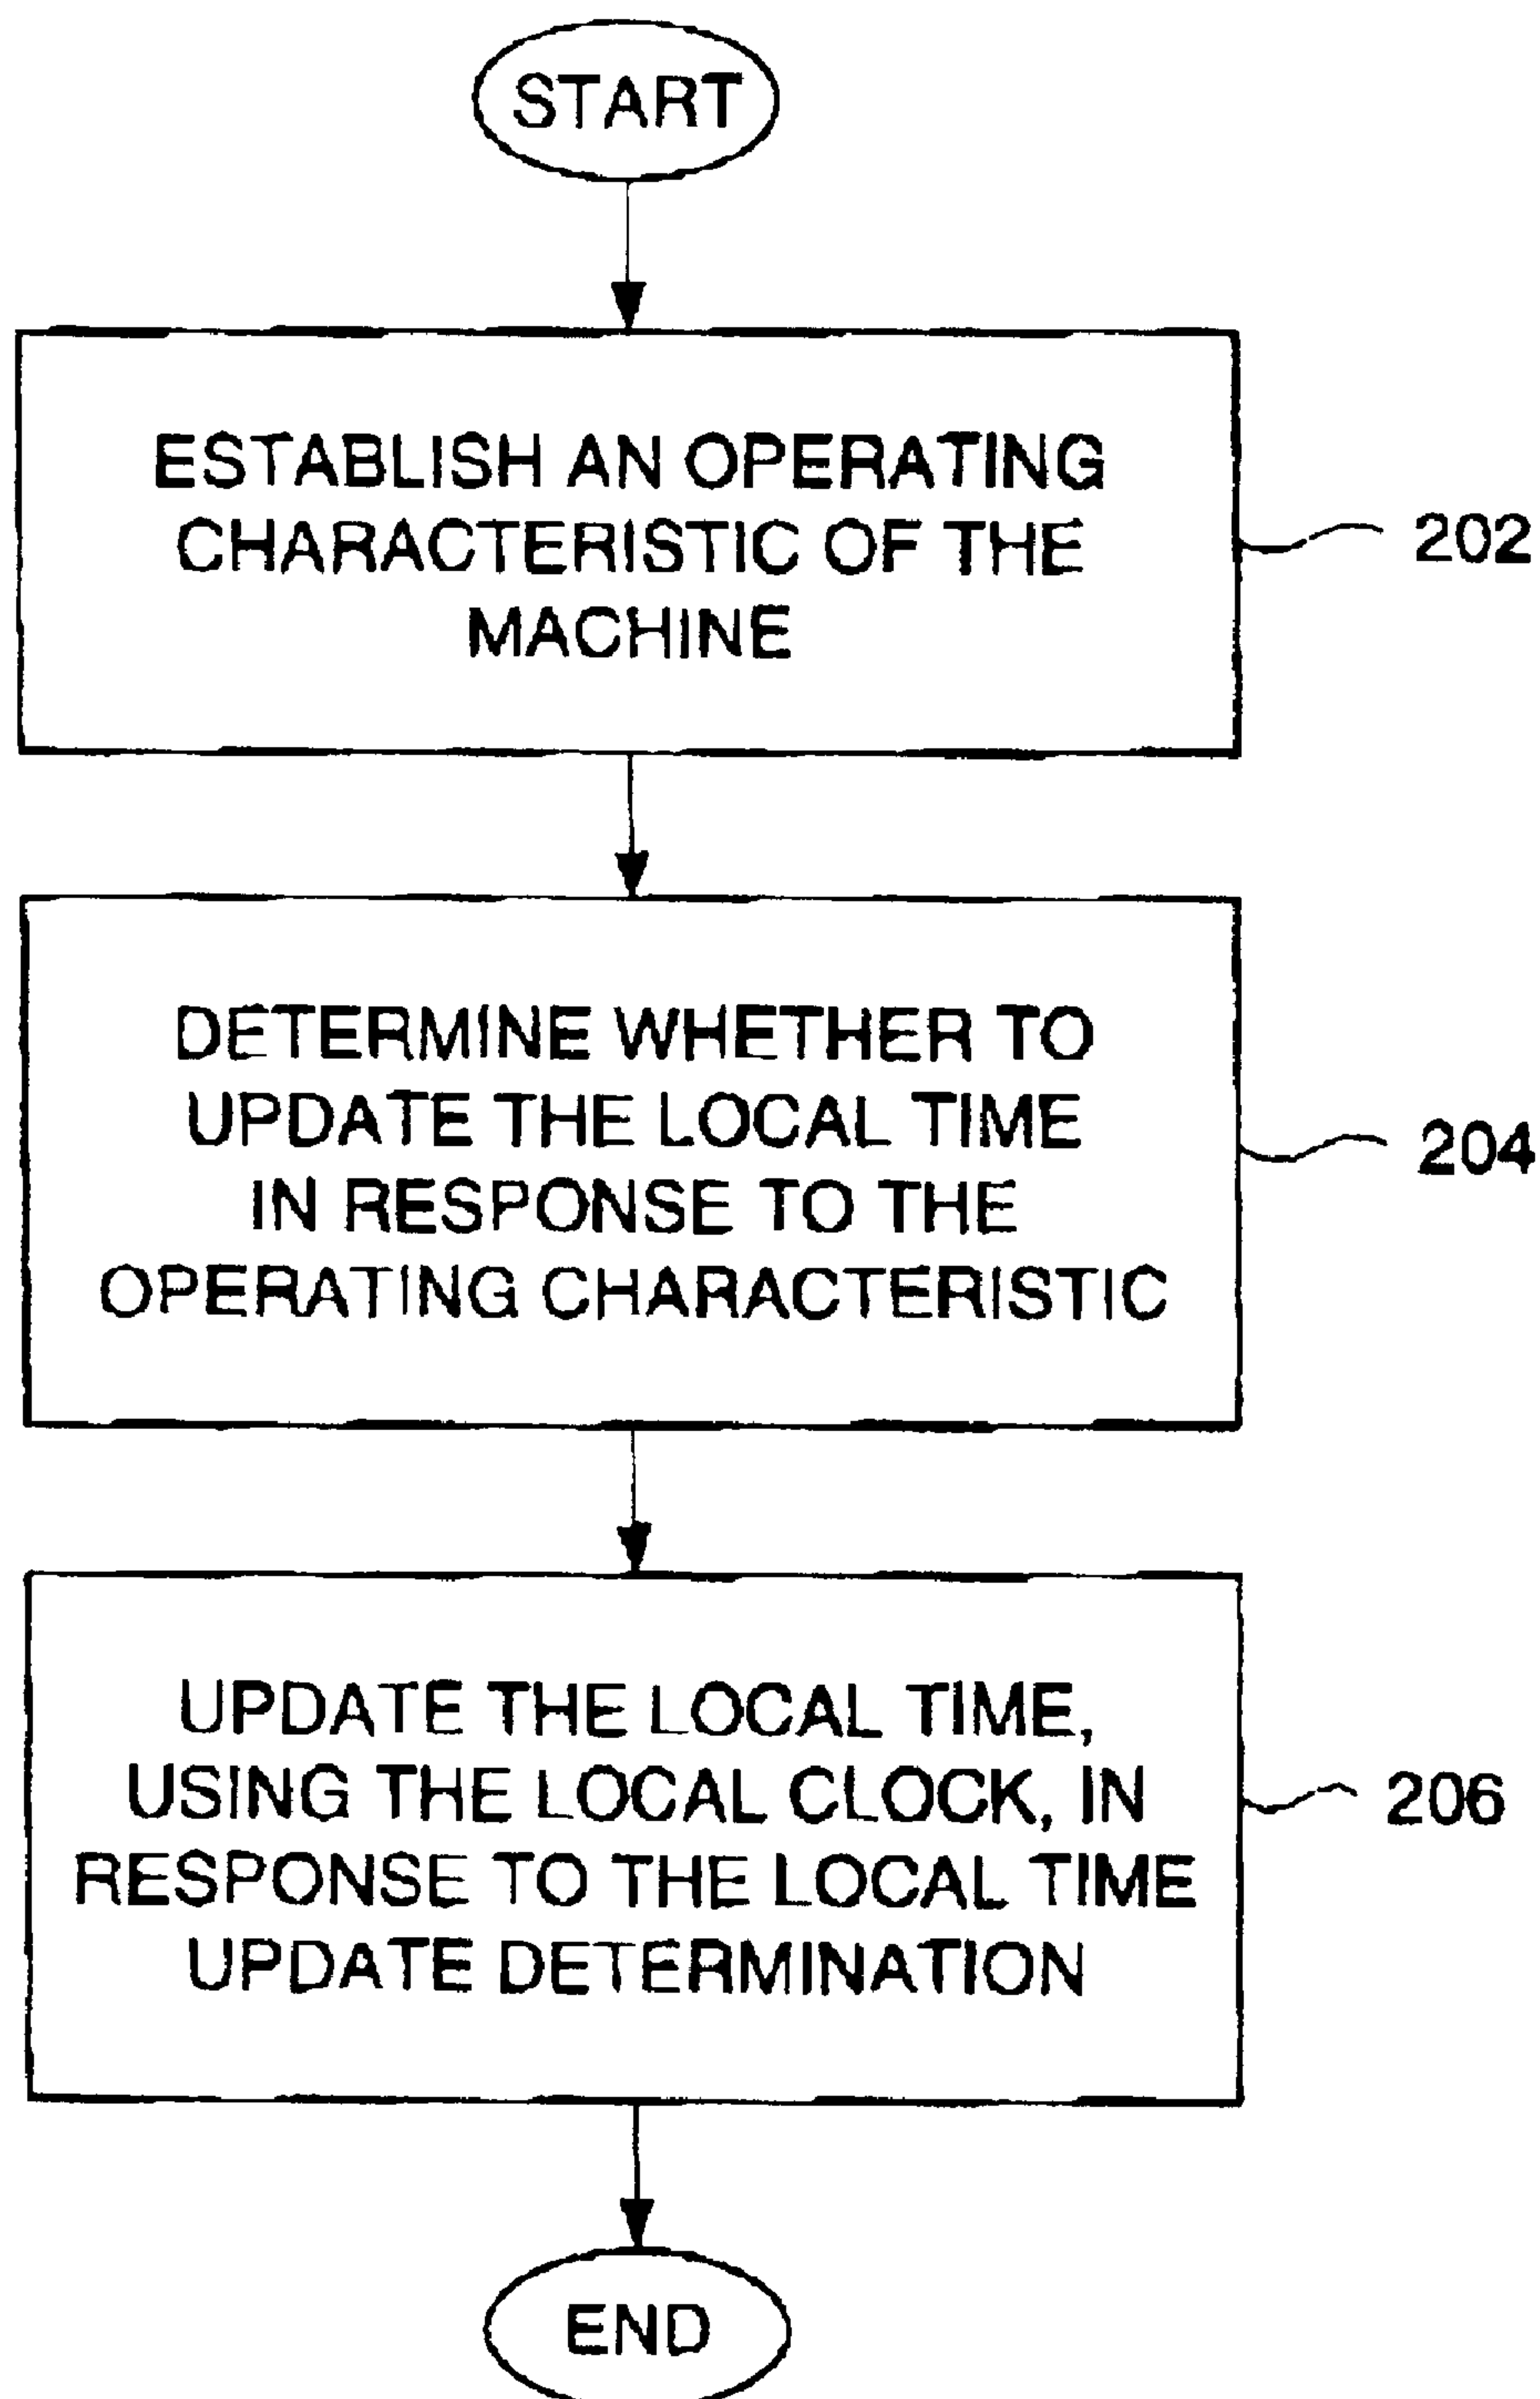 START
ESTABLISH AN OPERATING
CHARACTERISTIC OF THE
MACHINE
202
DETERMINE WHETHER TO
UPDATE THE LOCAL TIME
IN RESPONSE TO THE
OPERATING CHARACTERISTIC
204
UPDATE THE LOCAL TIME,
USING THE LOCAL CLOCK, IN
RESPONSE TO THE LOCAL TIME
UPDATE DETERMINATION
206
END